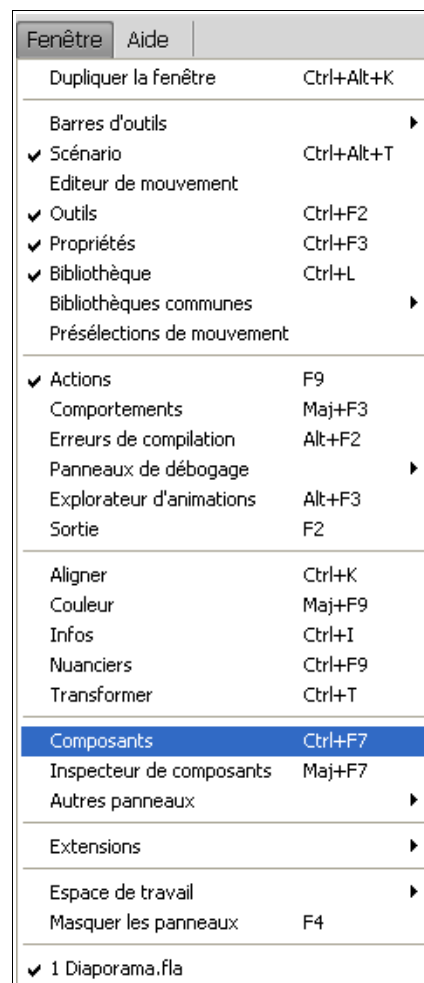 Fenêtre Aide
Dupliquer la fenêtre Ctrl+Alt+K
Barres d'outils
Scénario Ctrl+Alt+T
Editeur de mouvement
Outils Ctrl+F2
Propriétés Ctrl+F3
Bibliothèque Ctrl+L
Bibliothèques communes
Présélections de mouvement
Actions F9
Comportements Maj+F3
Erreurs de compilation Alt+F2
Panneaux de débogage
Explorateur d'animations Alt+F3
Sortie F2
Aligner Ctrl+K
Couleur Maj+F9
Infos Ctrl+I
Nuanciers Ctrl+F9
Transformer Ctrl+T
Composants Ctrl+F7
Inspecteur de composants Maj+F7
Autres panneaux
Extensions
Espace de travail
Masquer les panneaux F4
1 Diaporama.fla